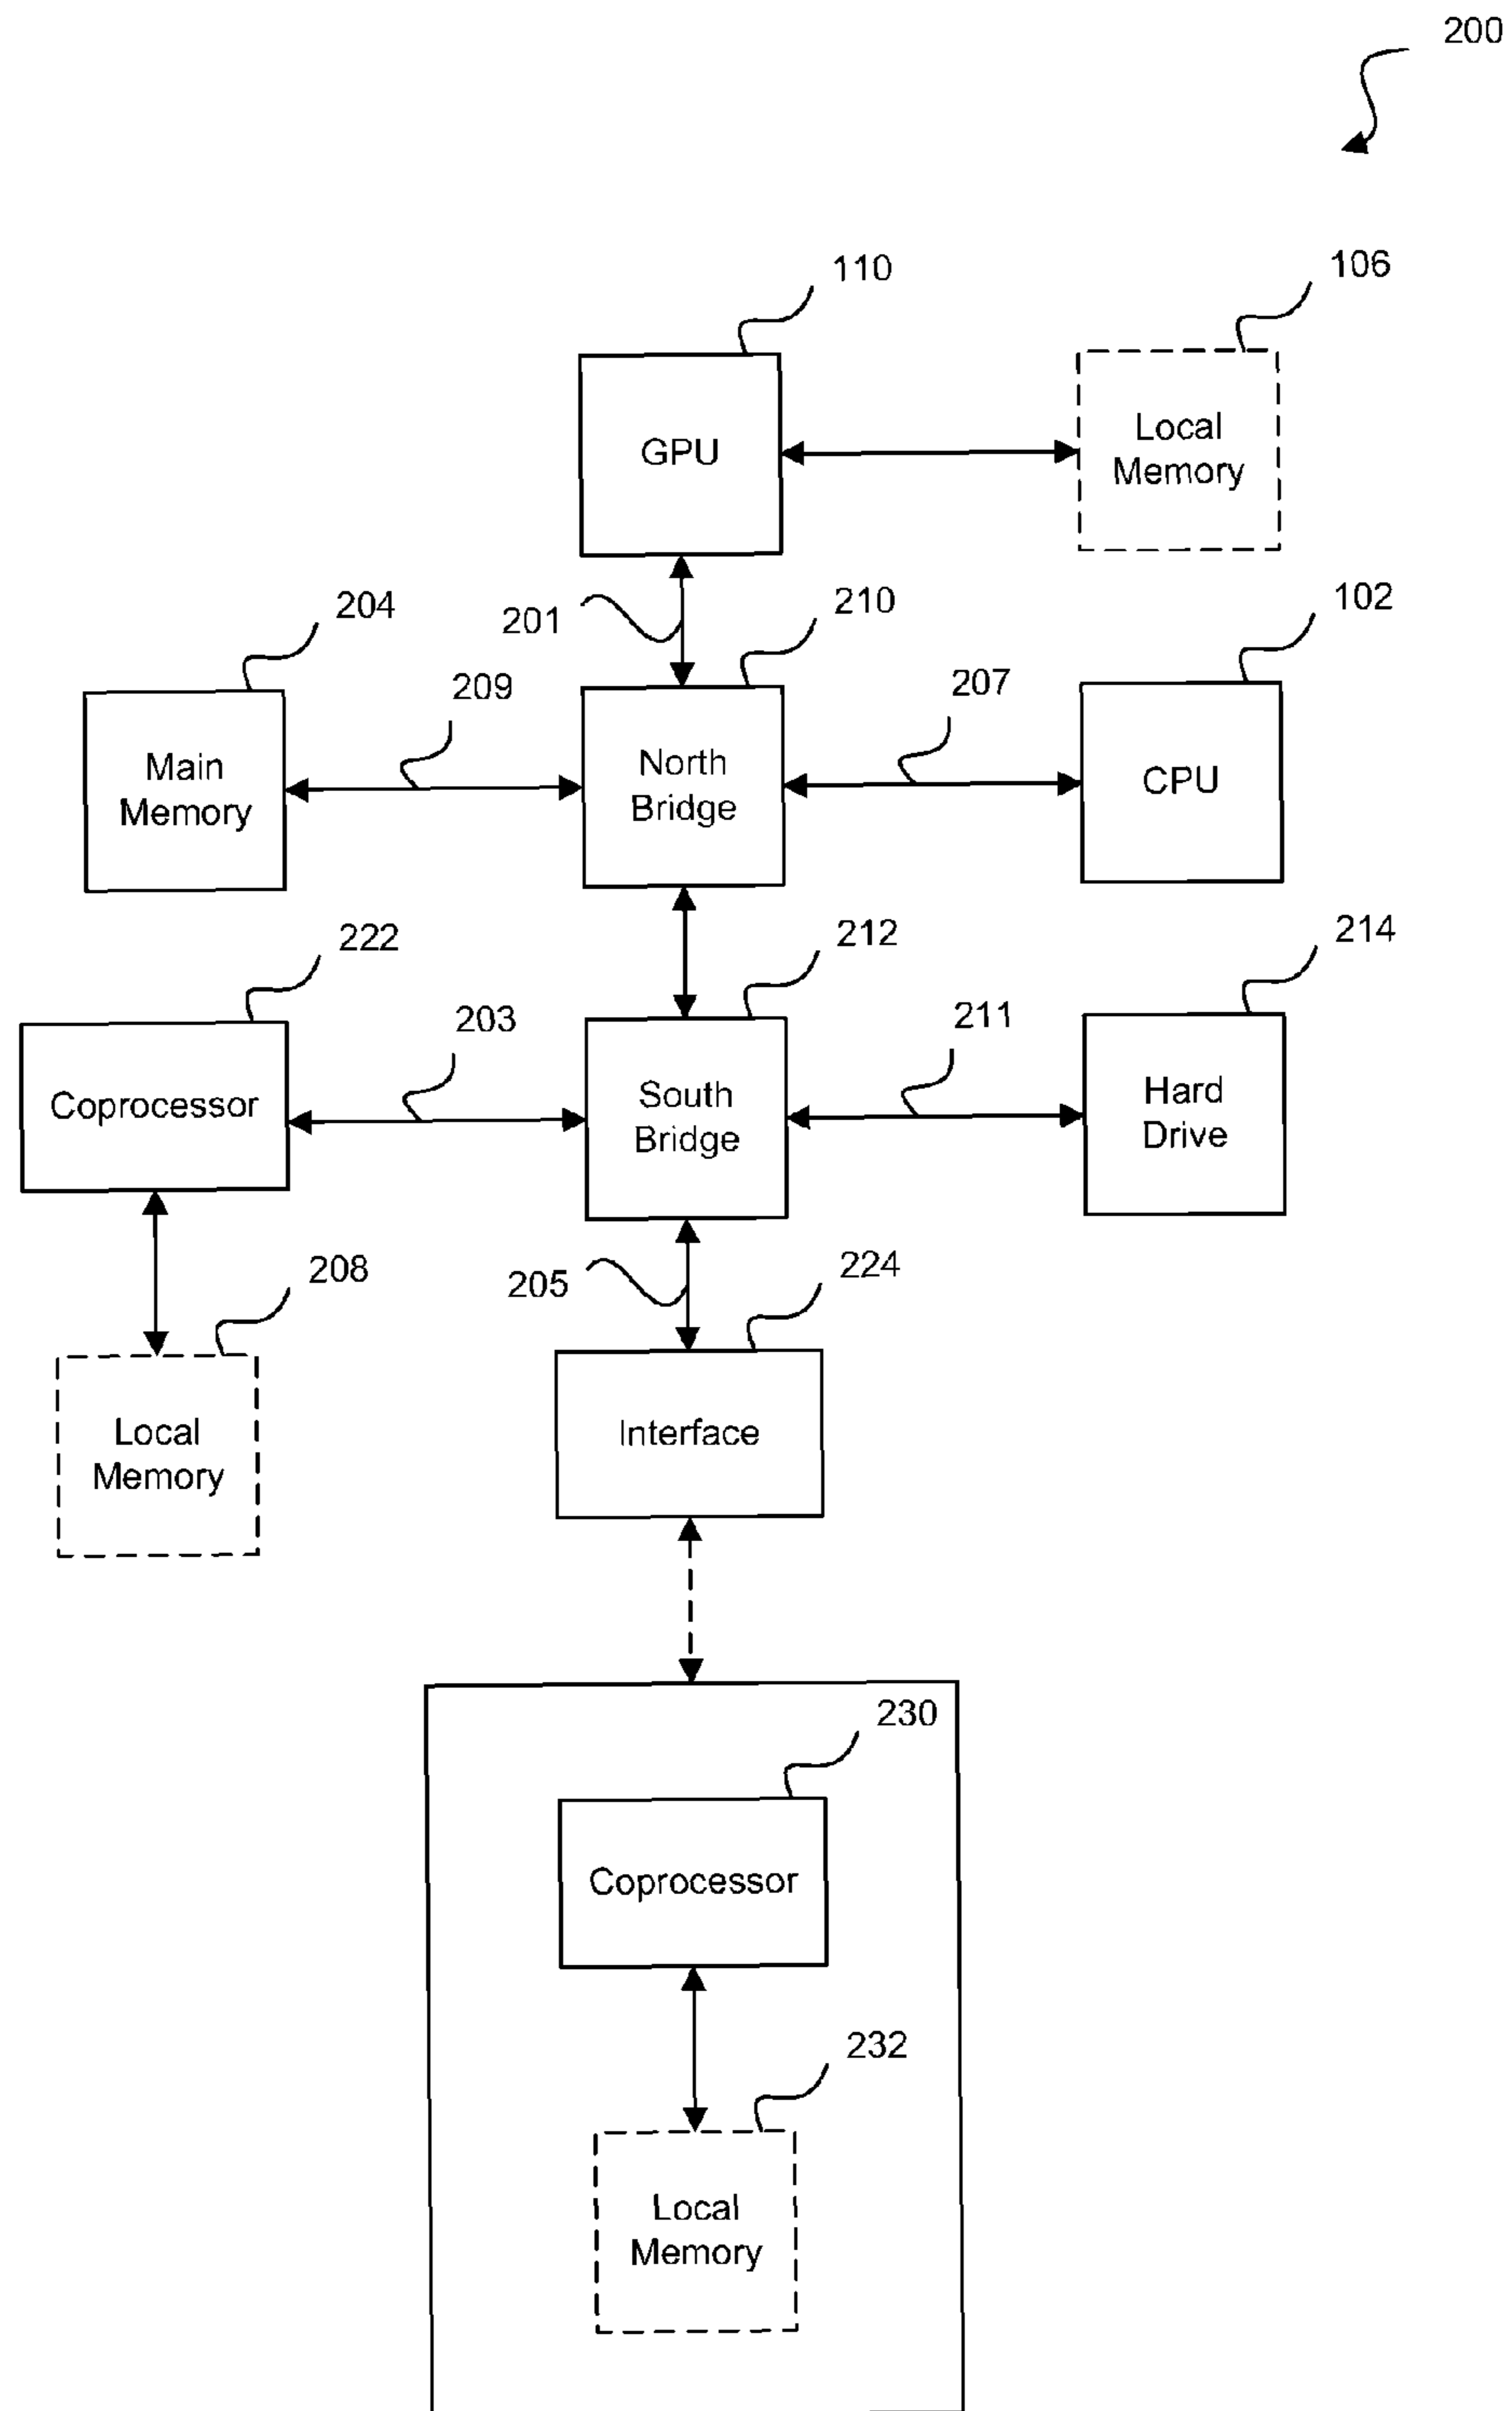 200
110
106
GPU
Local
Memory
201
204
210
102
209
207
Main
Memory
North
Bridge
CPU
222
212
214
203
211
Coprocessor
South
Bridge
Hard
Drive
208
205
224
Local
Memory
Interface
230
Coprocessor
232
Local
Memory